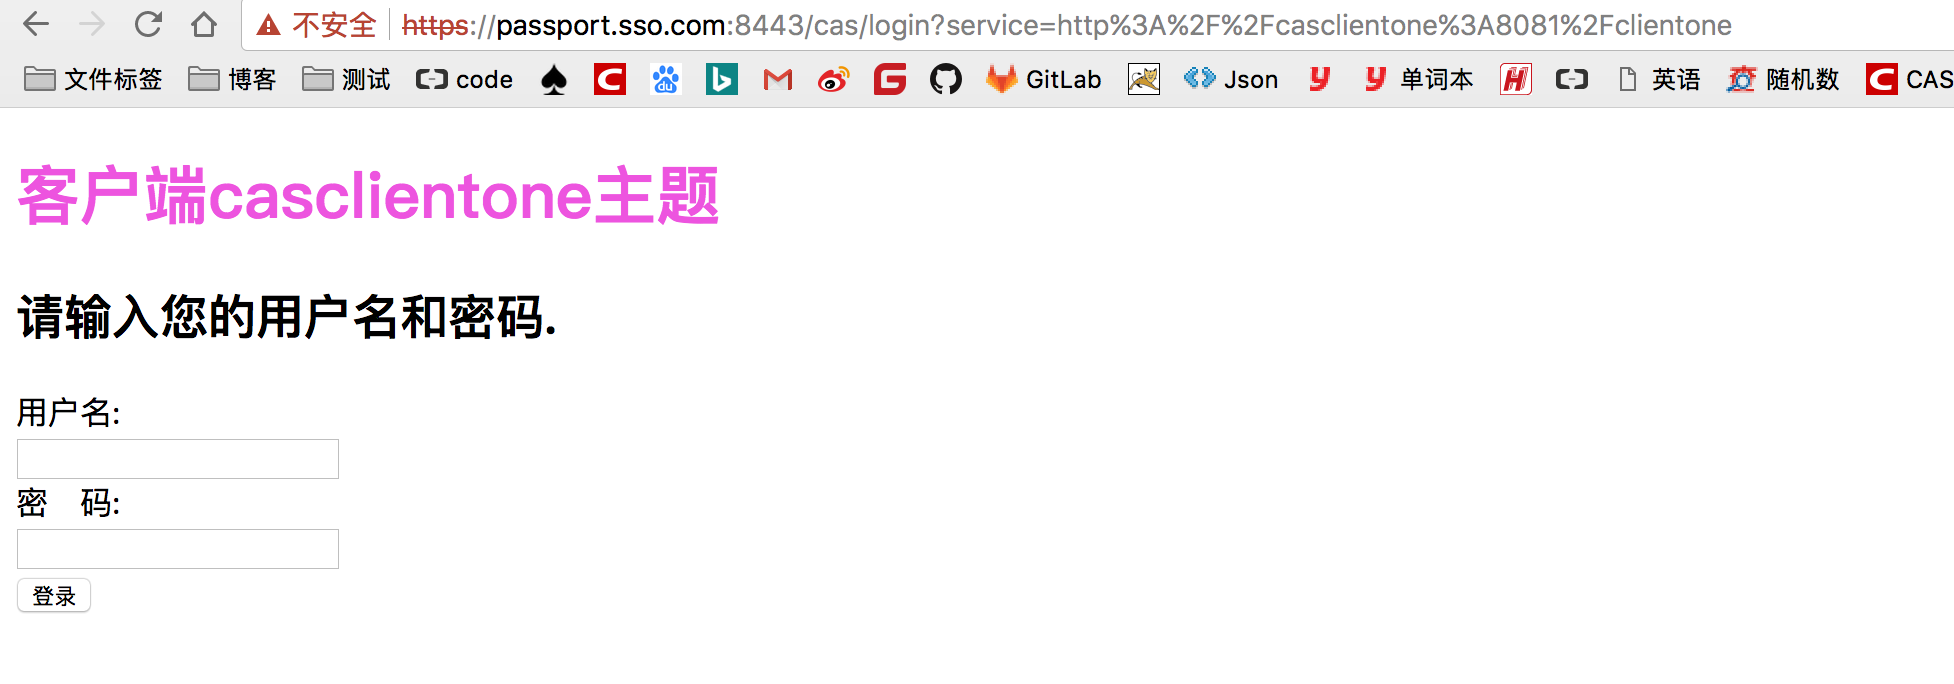 不安全 https://passport.sso.com:8443/cas/login?service=http%3A%2F%2Fcasclientone%3A8081%2Fclientone
文件标签 博客 测试 code du GitLab Json y y 单词本 H 英语 随机数 CAS
客户端casclientone主题
请输入您的用户名和密码.
用户名:
密 码:
登录